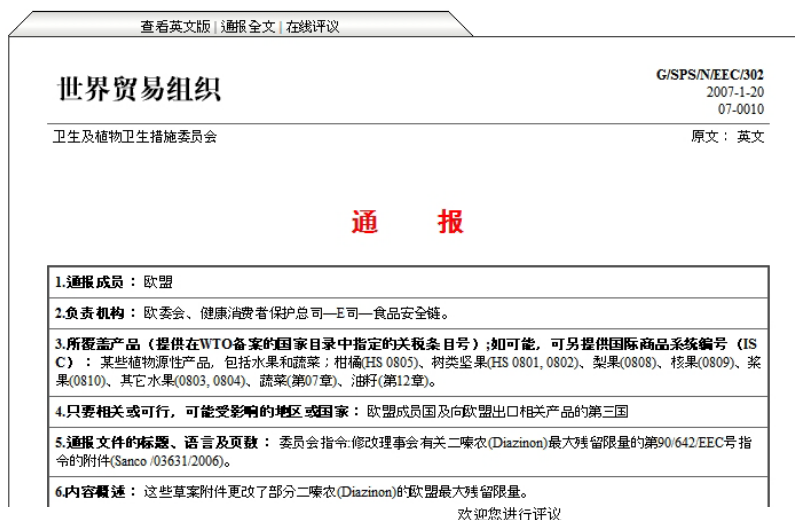 查看英文版 | 通报全文 | 在线评议
世界贸易组织
G/SPS/N/EEC/302
2007-1-20
07-0010
卫生及植物卫生措施委员会
原文： 英文
通 报
1.通报成员： 欧盟
2.负责机构： 欧委会、健康消费者保护总司—E司—食品安全链。
3.所覆盖产品（提供在WTO备案的国家目录中指定的关税条目号）;如可能，可另提供国际商品系统编号（IS
C）： 某些植物源性产品，包括水果和蔬菜；柑橘(HS 0805)、树类坚果(HS 0801, 0802)、梨果(0808)、核果(0809)、浆
果(0810)、其它水果(0803, 0804)、蔬菜(第07章)、油籽(第12章)。
4.只要相关或可行，可能受影响的地区或国家： 欧盟成员国及向欧盟出口相关产品的第三国
5.通报文件的标题、语言及页数： 委员会指令:修改理事会有关二嗪农(Diazinon)最大残留限量的第90/642/EEC号指
令的附件(Sanco /03631/2006)。
6.内容概述： 这些草案附件更改了部分二嗪农(Diazinon)的欧盟最大残留限量。
欢迎您进行评议